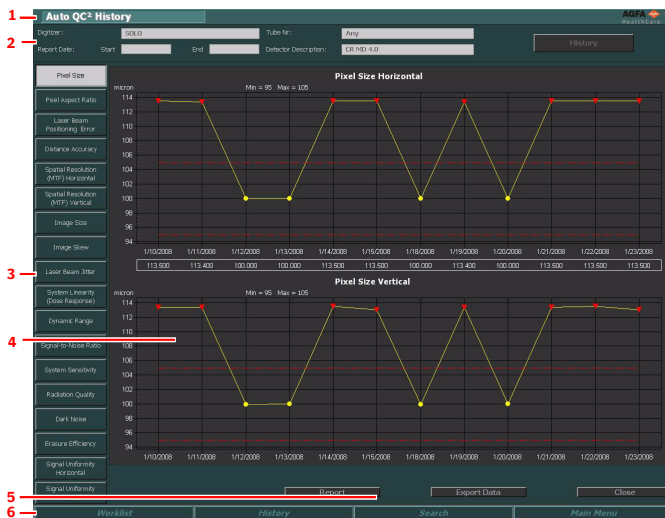 1
Auto QC² History
AGFA
HealthCare
2
Digitizer:
SOLO
Tube Nr:
Any
Report Date:
Start
End
Detector Description:
CR MD 4.0
History
Pixel Size
Pixel Aspect Ratio
Laser Beam
Positioning Error
Distance Accuracy
Spatial Resolution
(MTF) Horizontal
Spatial Resolution
(MTF) Vertical
Image Size
Image Skew
3
Laser Beam Jitter
System Linearity
(Dose Response)
Dynamic Range
4
Signal-to-Noise Ratio
System Sensitivity
Radiation Quality
Dark Noise
Erasure Efficiency
Signal Uniformity
Horizontal
Signal Uniformity
Pixel Size Horizontal
micron
Min = 95 Max = 105
114
112
110
108
106
104
102
100
98
96
94
1/10/2008 1/11/2008 1/12/2008 1/13/2008 1/14/2008 1/15/2008 1/18/2008 1/19/2008 1/20/2008 1/21/2008 1/22/2008 1/23/2008
113.500 113.400 100.000 100.000 113.500 113.500 100.000 113.400 100.000 113.500 113.500 113.500
Pixel Size Vertical
micron
Min = 95 Max = 105
114
112
110
108
106
104
102
100
98
96
94
1/10/2008 1/11/2008 1/12/2008 1/13/2008 1/14/2008 1/15/2008 1/18/2008 1/19/2008 1/20/2008 1/21/2008 1/22/2008 1/23/2008
5
Report
Export Data
Close
6
Worklist
History
Search
Main Menu